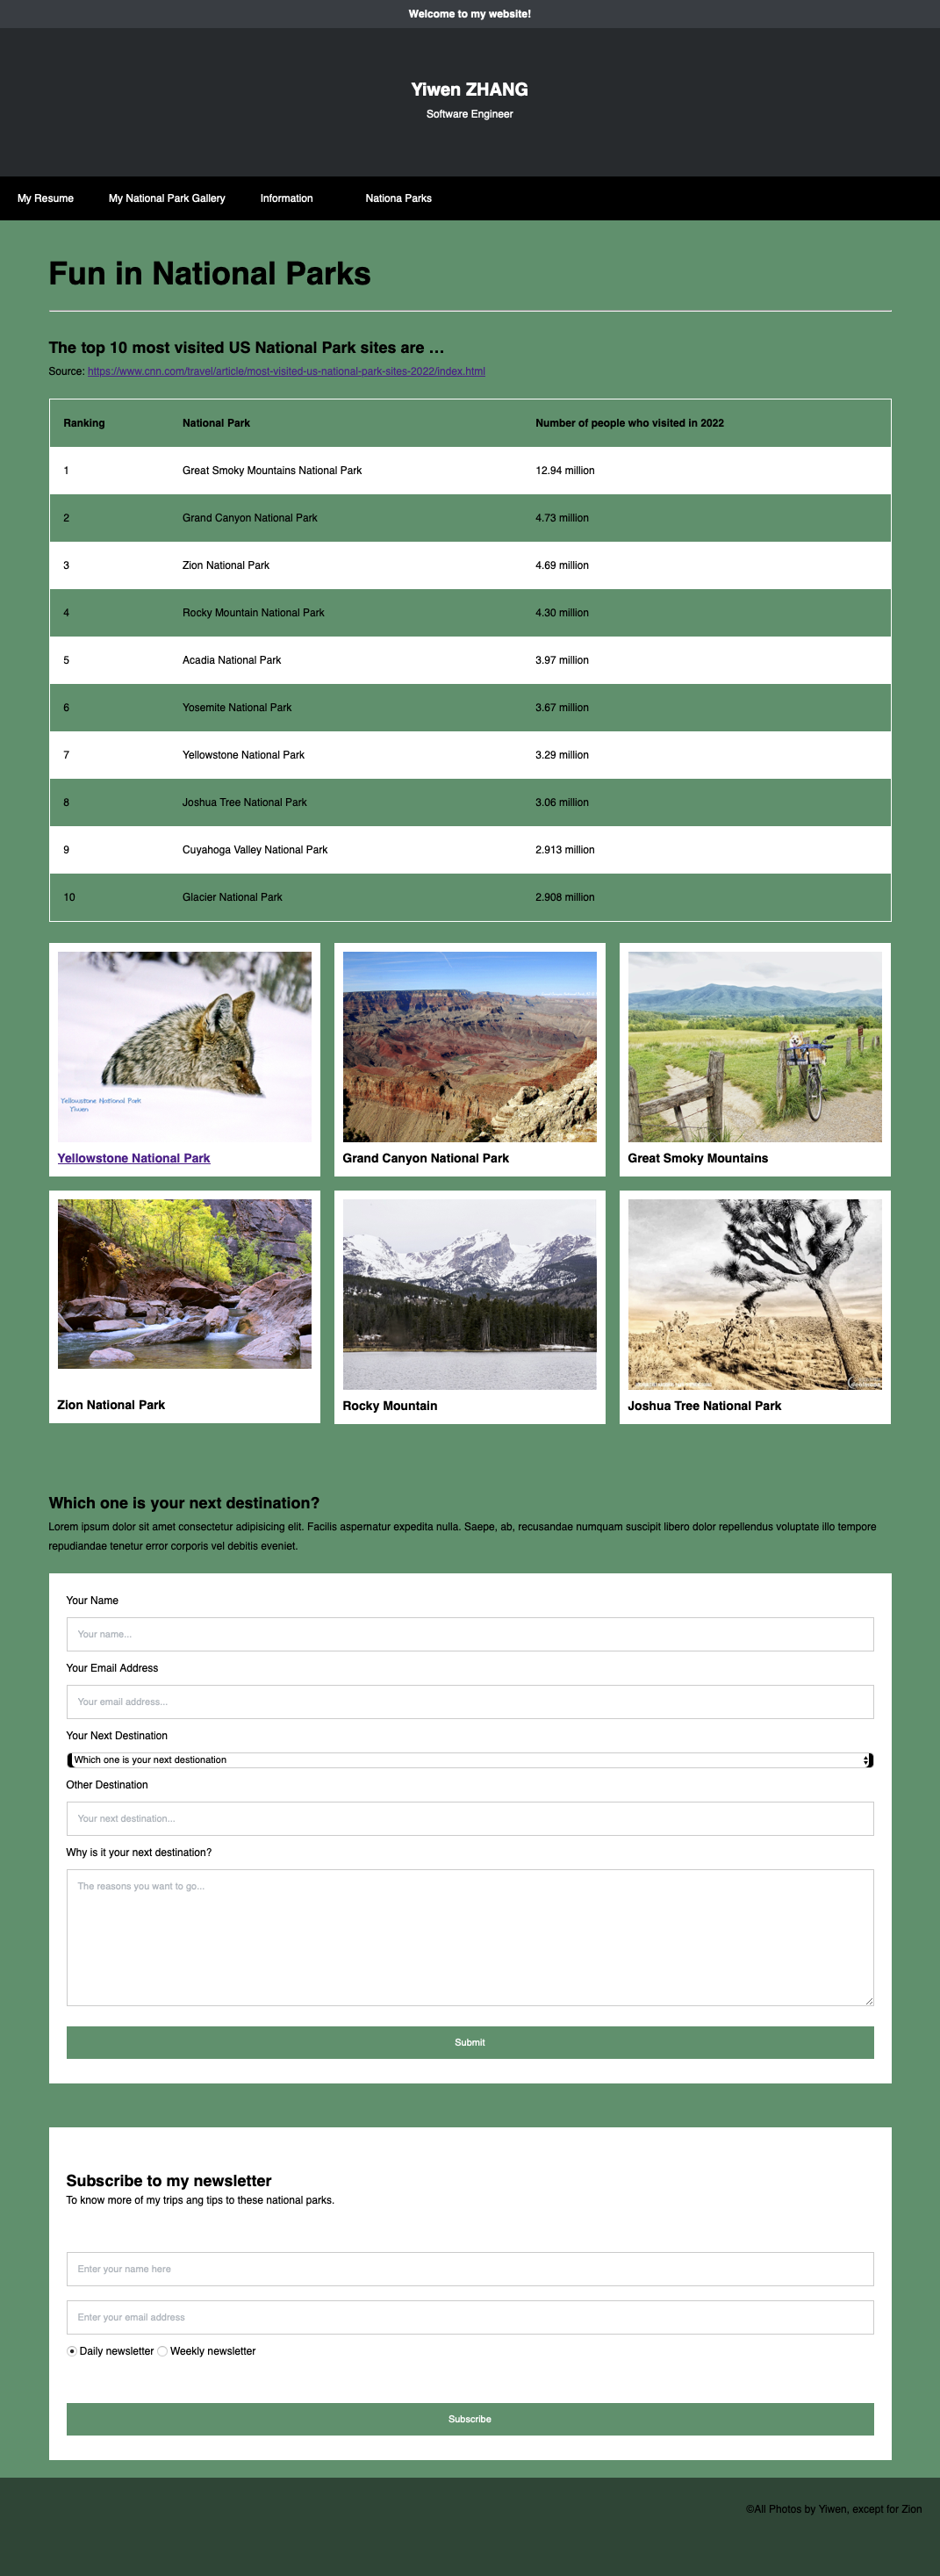 Welcome to my website!
Yiwen ZHANG
Software Engineer
My Resume My National Park Gallery Information Nationa Parks
Fun in National Parks
The top 10 most visited US National Park sites are ...
Source: https://www.cnn.com/travel/article/most-visited-us-national-park-sites-2022/index.html
Ranking National Park Number of people who visited in 2022
1 Great Smoky Mountains National Park 12.94 million
2 Grand Canyon National Park 4.73 million
3 Zion National Park 4.69 million
4 Rocky Mountain National Park 4.30 million
5 Acadia National Park 3.97 million
6 Yosemite National Park 3.67 million
7 Yellowstone National Park 3.29 million
8 Joshua Tree National Park 3.06 million
9 Cuyahoga Valley National Park 2.913 million
10 Glacier National Park 2.908 million
Yellowstone National Park
Yiwen
Yellowstone National Park Grand Canyon National Park Great Smoky Mountains
Zion National Park Rocky Mountain Joshua Tree National Park
Which one is your next destination?
Lorem ipsum dolor sit amet consectetur adipisicing elit. Facilis aspernatur expedita nulla. Saepe, ab, recusandae numquam suscipit libero dolor repellendus voluptate illo tempore
repudiandae tenetur error corporis vel debitis eveniet.
Your Name
Your name...
Your Email Address
Your email address...
Your Next Destination
Which one is your next destionation
Other Destination
Your next destination...
Why is it your next destination?
The reasons you want to go...
Submit
Subscribe to my newsletter
To know more of my trips ang tips to these national parks.
Enter your name here
Enter your email address
Daily newsletter Weekly newsletter
Subscribe
©All Photos by Yiwen, except for Zion